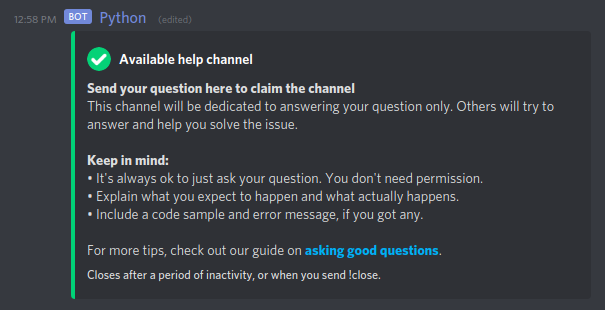 12:58 PM BOT Python (edited)
Available help channel
Send your question here to claim the channel
This channel will be dedicated to answering your question only. Others will try to
answer and help you solve the issue.
Keep in mind:
• It's always ok to just ask your question. You don't need permission.
• Explain what you expect to happen and what actually happens.
• Include a code sample and error message, if you got any.
For more tips, check out our guide on asking good questions.
Closes after a period of inactivity, or when you send !close.